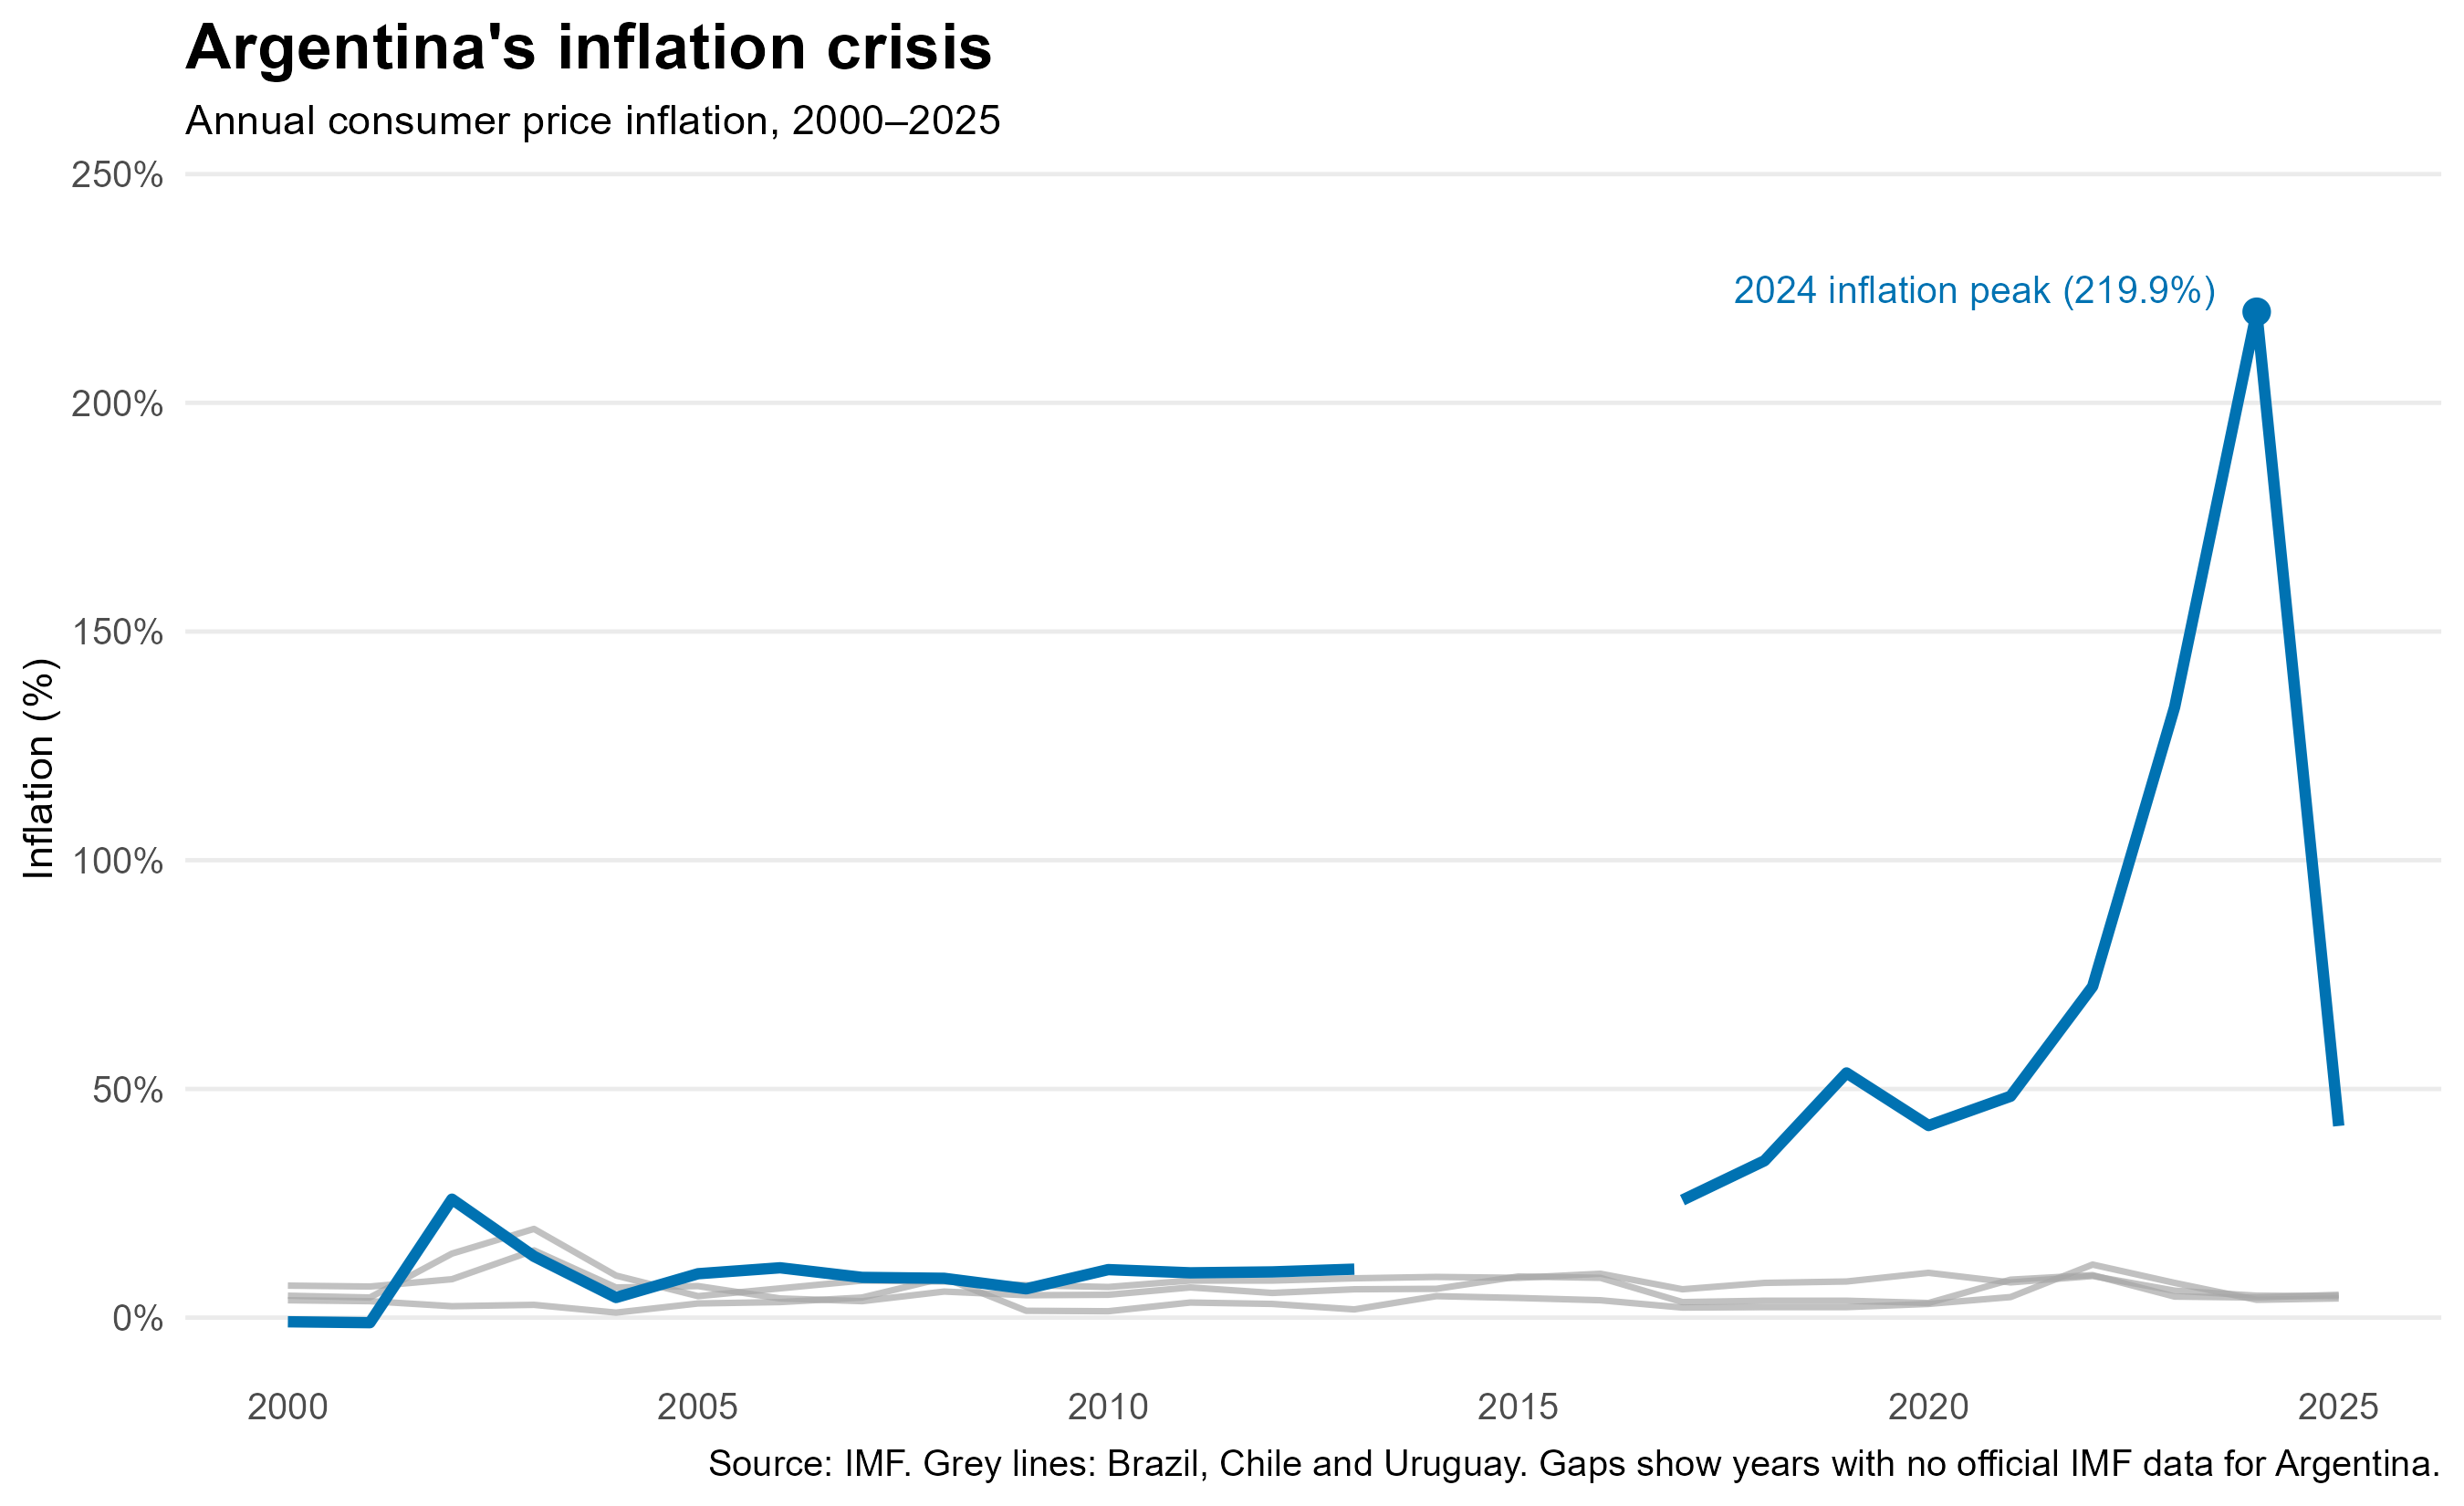 Argentina's inflation crisis
Annual consumer price inflation, 2000–2025
250%
2024 inflation peak (219.9%)
200%
150%
Inflation (%)
100%
50%
0%
2000 2005 2010 2015 2020 2025
Source: IMF. Grey lines: Brazil, Chile and Uruguay. Gaps show years with no official IMF data for Argentina.